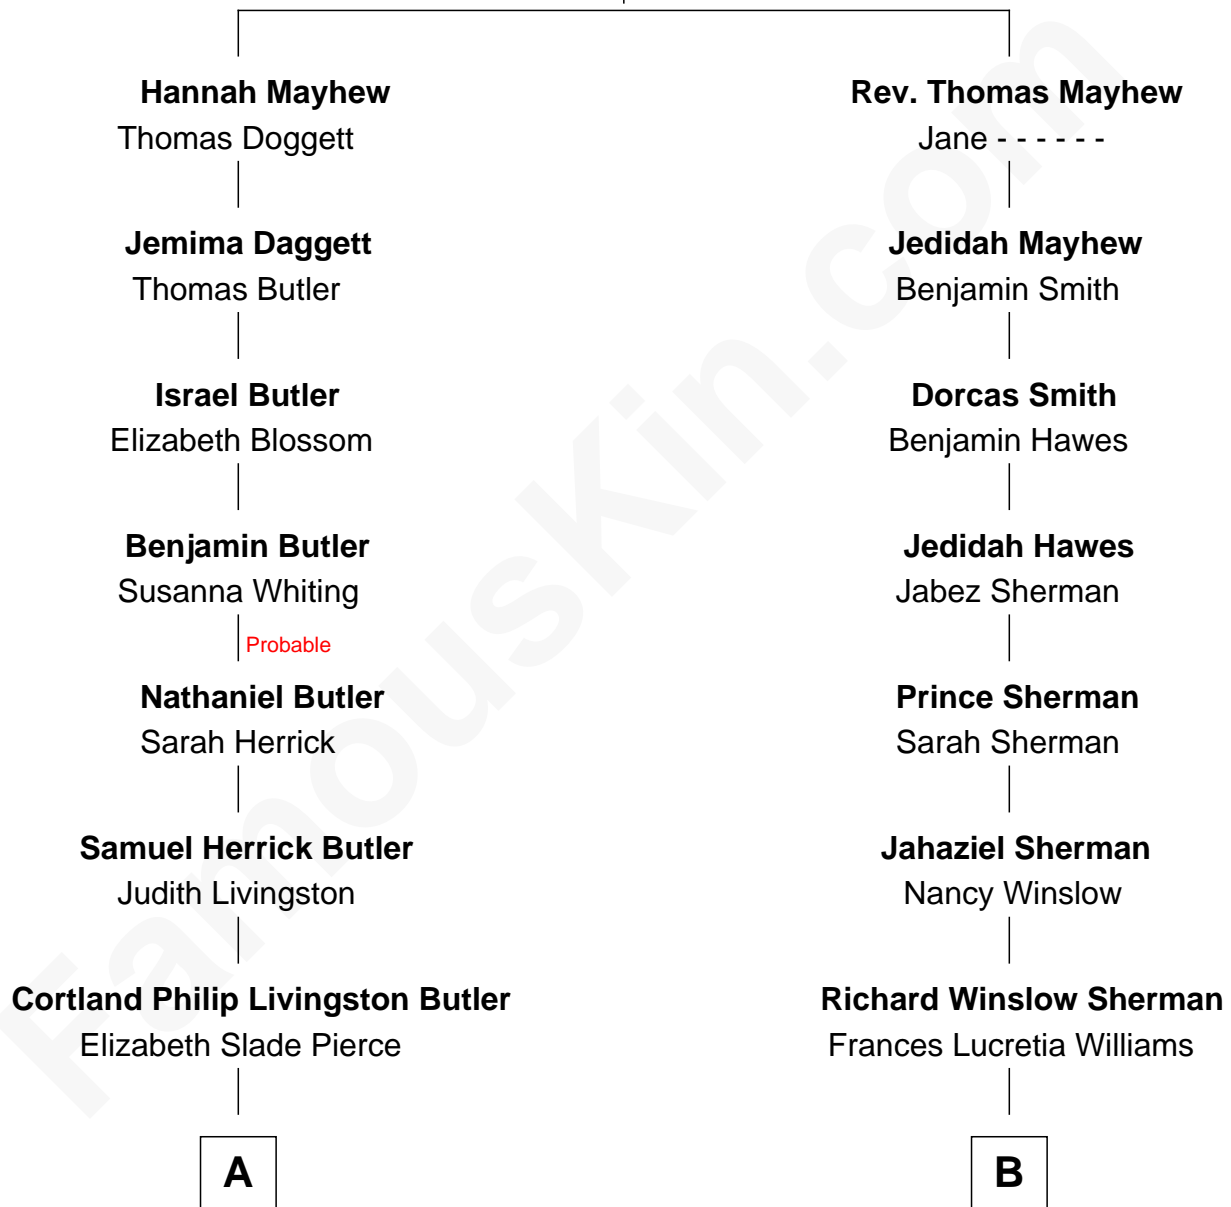 Hannah Mayhew
Thomas Doggett
Jemima Daggett
Thomas Butler
Israel Butler
Elizabeth Blossom
Benjamin Butler
Susanna Whiting
Probable
Nathaniel Butler
Sarah Herrick
Samuel Herrick Butler
Judith Livingston
Cortland Philip Livingston Butler
Elizabeth Slade Pierce
A
Rev. Thomas Mayhew
Jane - - - - - -
Jedidah Mayhew
Benjamin Smith
Dorcas Smith
Benjamin Hawes
Jedidah Hawes
Jabez Sherman
Prince Sherman
Sarah Sherman
Jahaziel Sherman
Nancy Winslow
Richard Winslow Sherman
Frances Lucretia Williams
B
FamousKin.com